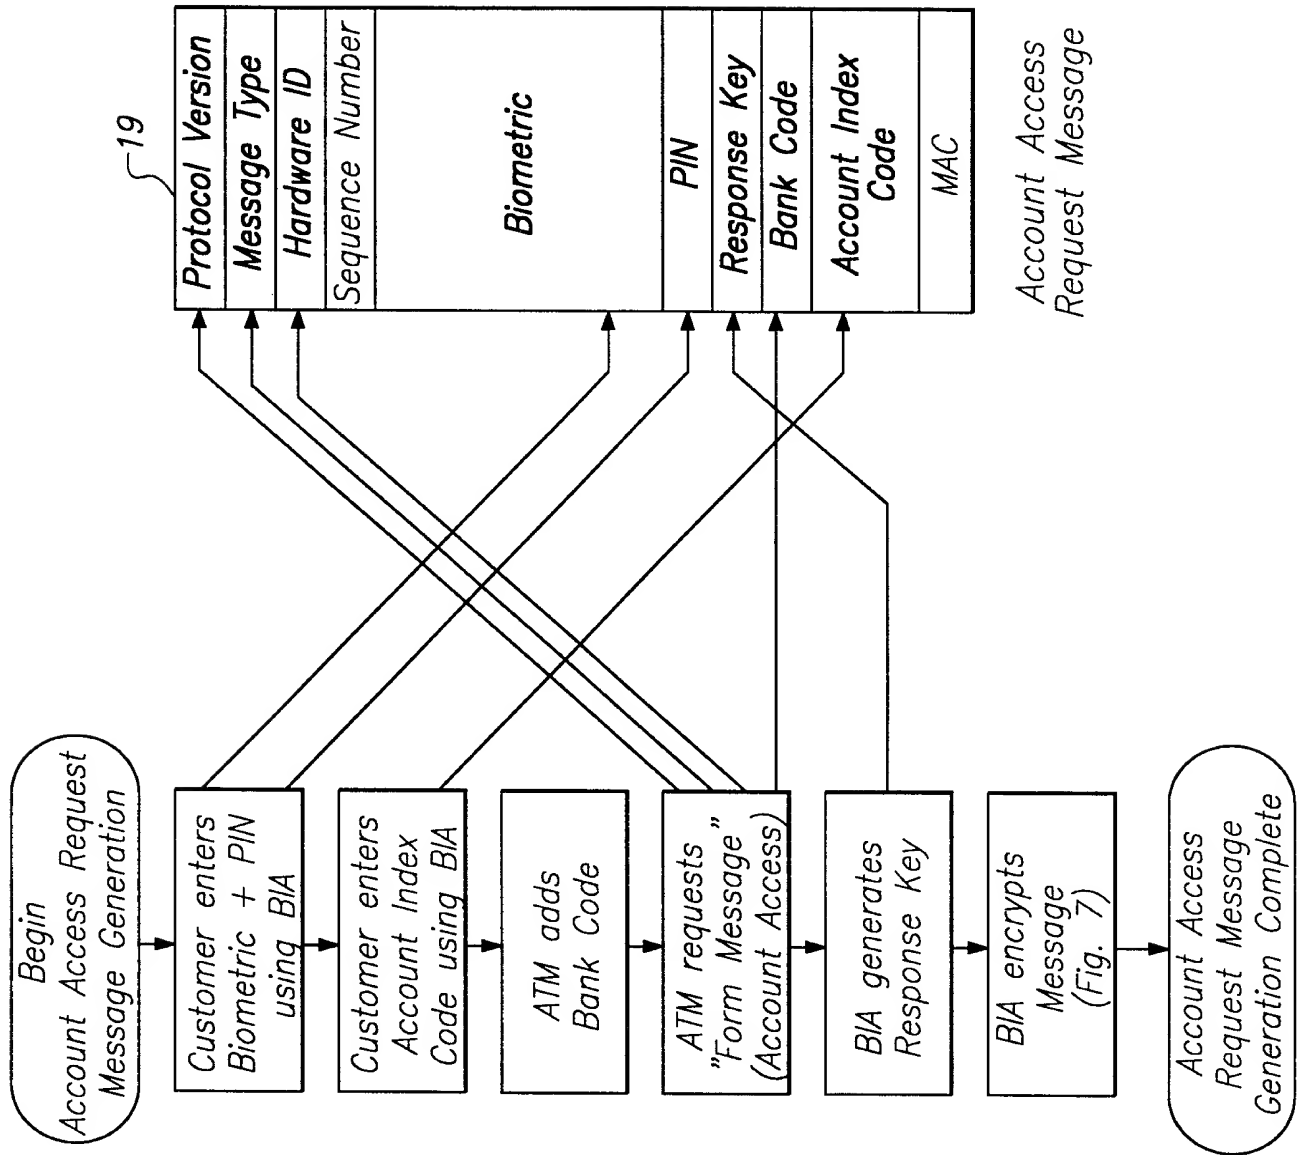 Begin
Account Access Request
Message Generation
Customer enters
Biometric + PIN
using BIA
Customer enters
Account Index
Code using BIA
ATM adds
Bank Code
ATM requests
"Form Message"
(Account Access)
BIA generates
Response Key
BIA encrypts
Message
(Fig. 7)
Account Access
Request Message
Generation Complete
19
Protocol Version
Message Type
Hardware ID
Sequence Number
Biometric
PIN
Response Key
Bank Code
Account Index
Code
MAC
Account Access
Request Message